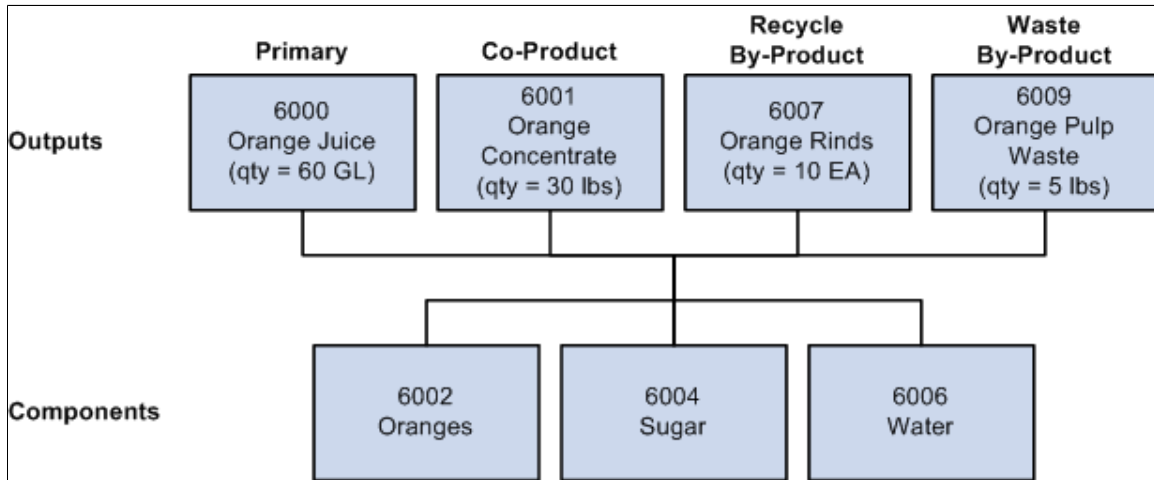 Primary
Co-Product
Recycle
By-Product
Waste
By-Product
Outputs
6000
Orange Juice
(qty = 60 GL)
6001
Orange
Concentrate
(qty = 30 lbs)
6007
Orange Rinds
(qty = 10 EA)
6009
Orange Pulp
Waste
(qty = 5 lbs)
Components
6002
Oranges
6004
Sugar
6006
Water